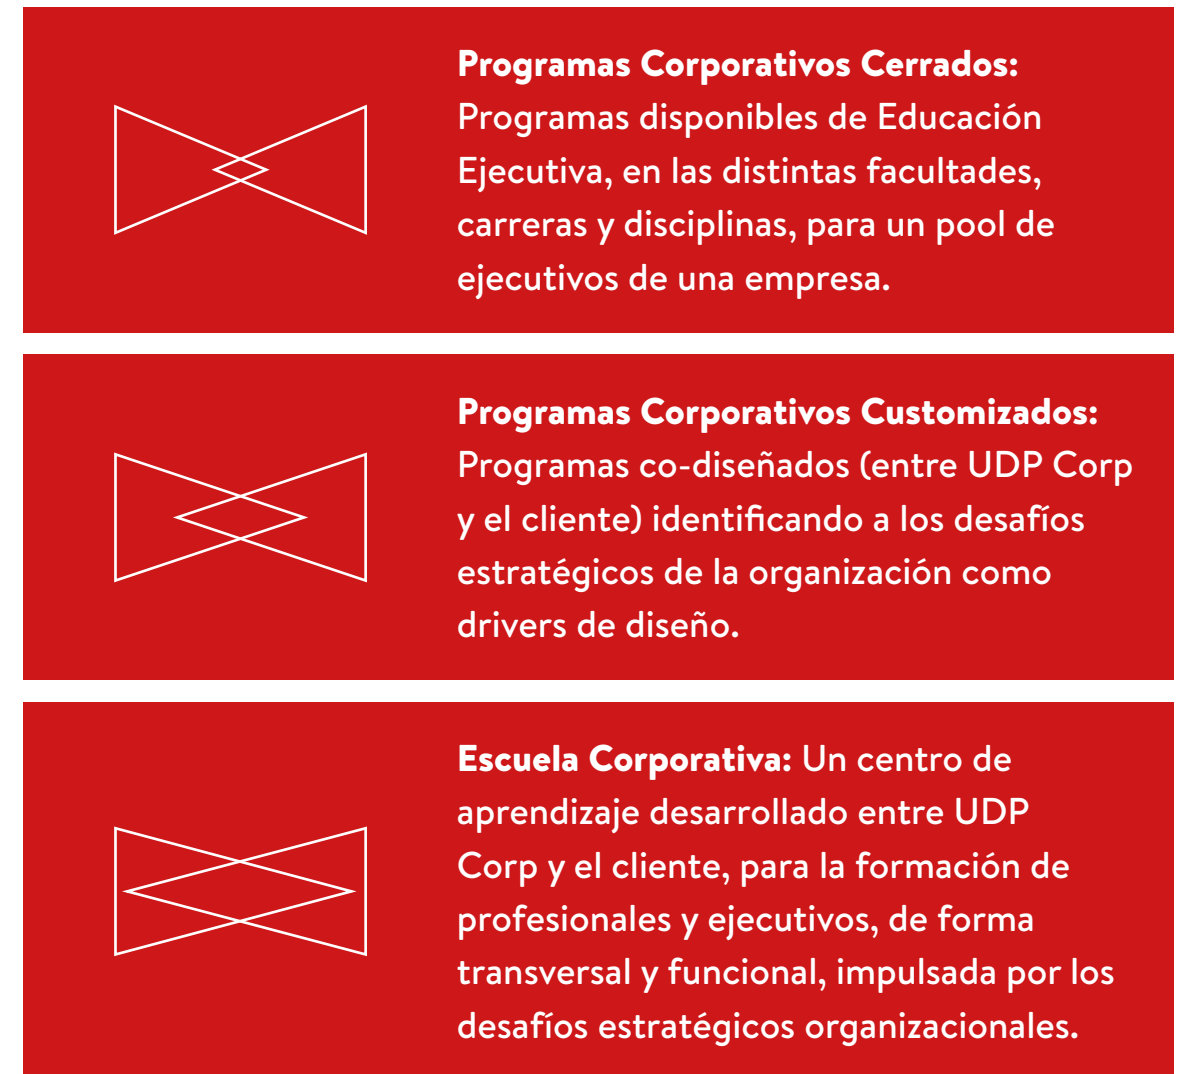 Programas Corporativos Cerrados:
Programas disponibles de Educación
Ejecutiva, en las distintas facultades,
carreras y disciplinas, para un pool de
ejecutivos de una empresa.
Programas Corporativos Customizados:
Programas co-diseñados (entre UDP Corp
y el cliente) identificando a los desafíos
estratégicos de la organización como
drivers de diseño.
Escuela Corporativa: Un centro de
aprendizaje desarrollado entre UDP
Corp y el cliente, para la formación de
profesionales y ejecutivos, de forma
transversal y funcional, impulsada por los
desafíos estratégicos organizacionales.